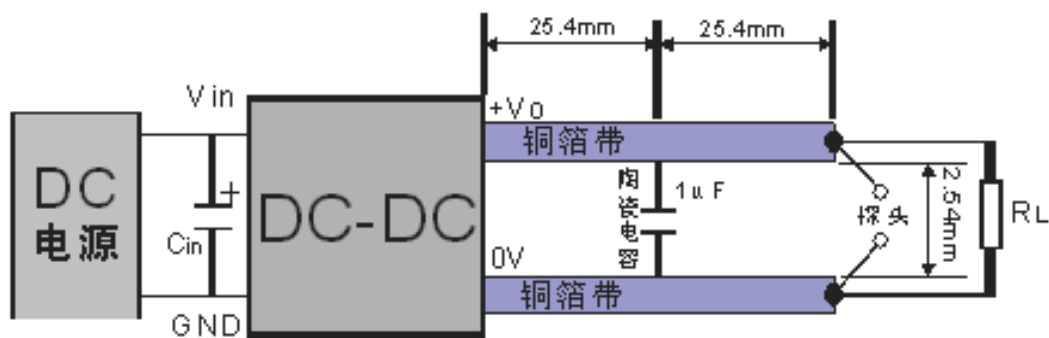 25.4mm
25.4mm
Vin
+Vo
铜箔带
DC
电源
+
Cin
DC-DC
陶瓷电容
1uF
探头
2.54mm
RL
0V
铜箔带
GND